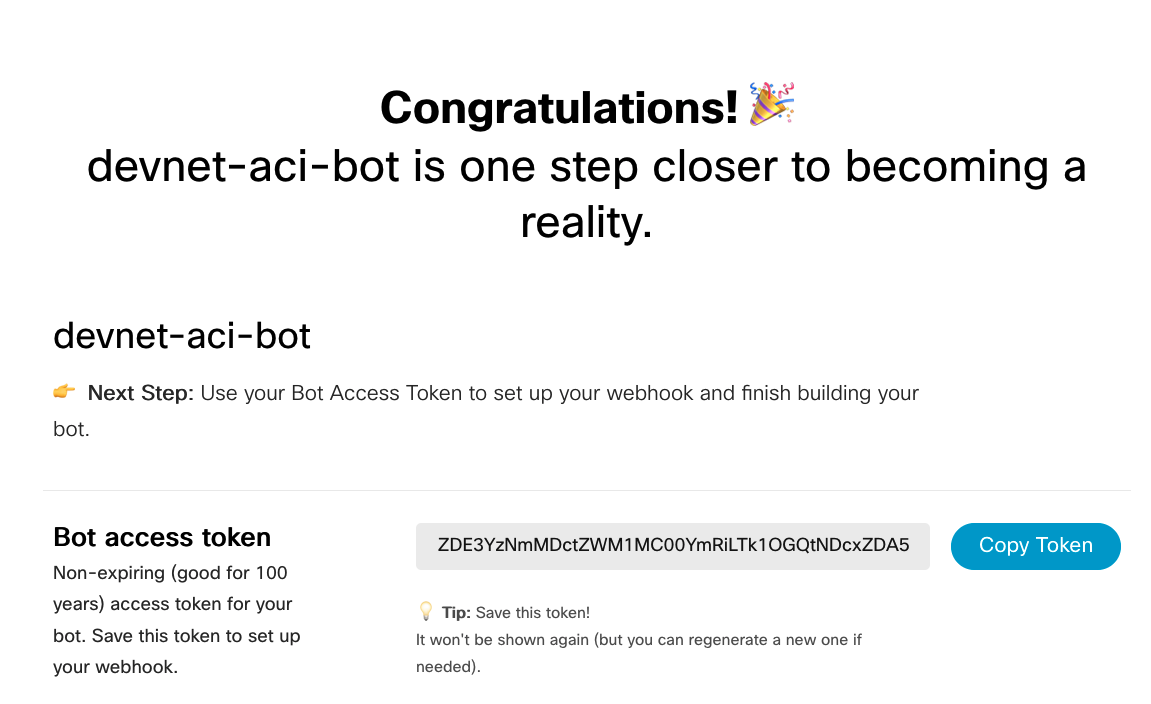 Congratulations! 🎉
devnet-aci-bot is one step closer to becoming a
reality.
devnet-aci-bot
👉 Next Step: Use your Bot Access Token to set up your webhook and finish building your
bot.
Bot access token
Non-expiring (good for 100
years) access token for your
bot. Save this token to set up
your webhook.
ZDE3YzNmMDctZWM1MC00YmRiLTk1OGQtNDcxZDA5
Copy Token
💡 Tip: Save this token!
It won't be shown again (but you can regenerate a new one if
needed).